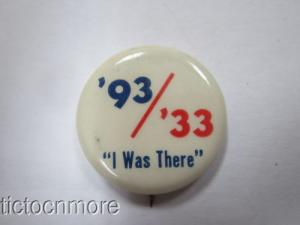 '93/'33
"I Was There"
tictocnmore